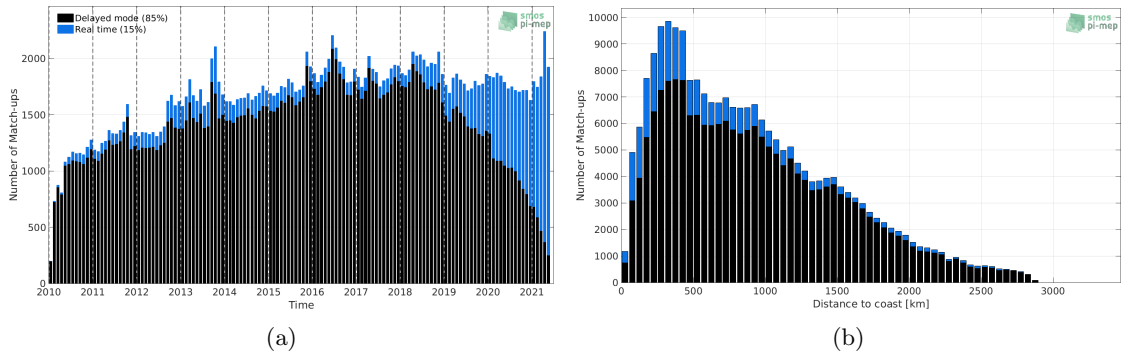 Delayed mode (85%)
Real time (15%)
smos
pi-mep
Number of Match-ups
2000
1500
1000
500
0
2010 2011 2012 2013 2014 2015 2016 2017 2018 2019 2020 2021
Time
(a)
smos
pi-mep
Number of Match-ups
10000
9000
8000
7000
6000
5000
4000
3000
2000
1000
0
0 500 1000 1500 2000 2500 3000
Distance to coast [km]
(b)